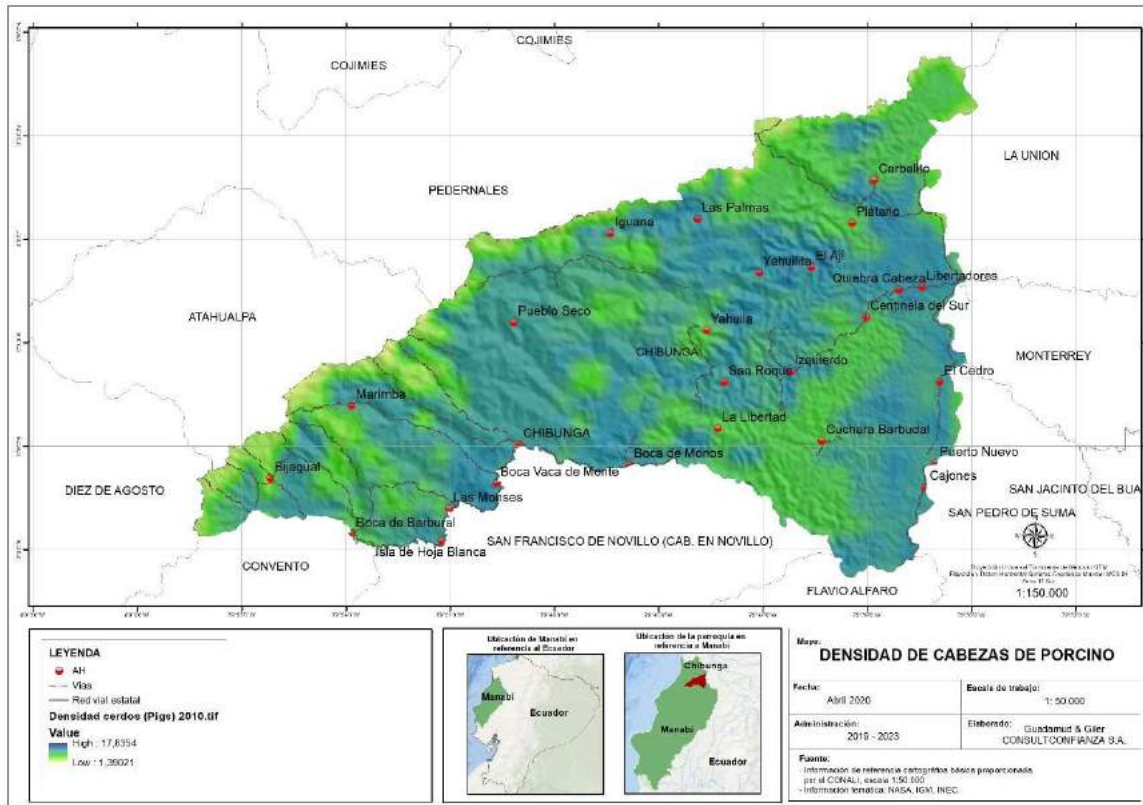 COJIMIES
COJIMIES
LA UNION
PEDERNALES
Carbelito
Las Palmas
Plátano
Iguana
Yahuilita
El Ají
Quiebra Cabeza
Libertadores
ATAHUALPA
Pueblo Seco
Yahuila
Centinela del Sur
CHIBUNGA
MONTERREY
San Roque
Izquierdo
El Cedro
Marimba
La Libertad
CHIBUNGA
Cuchara Barbudal
Boca de Monos
Puerto Nuevo
Bijagual
Boca Vaca de Monte
Cajones
DIEZ DE AGOSTO
Las Monses
SAN JACINTO DEL BUA
SAN PEDRO DE SUMA
Boca de Barbural
Isla de Hoja Blanca
SAN FRANCISCO DE NOVILLO (CAB. EN NOVILLO)
CONVENTO
FLAVIO ALFARO
1:150.000
LEYENDA
AH
Vias
Red vial estatal
Densidad cerdos (Pigs) 2010.tif
Value
High : 17,6354
Low : 1,39021
Ubicación de Manabí en
referencia al Ecuador
Manabí
Ecuador
Ubicación de la parroquia en
referencia a Manabí
Chibunga
Manabí
Ecuador
Mapa:
DENSIDAD DE CABEZAS DE PORCINO
Fecha:
Abril 2020
Escala de trabajo:
1: 50.000
Administración:
2019 - 2023
Elaborado:
Guadamud & Giler
CONSULTCONFIANZA S.A.
Fuente:
- Información de referencia cartográfica básica proporcionada
por el CONALI, escala 1:50.000
- Información temática: NASA, IGM, INEC